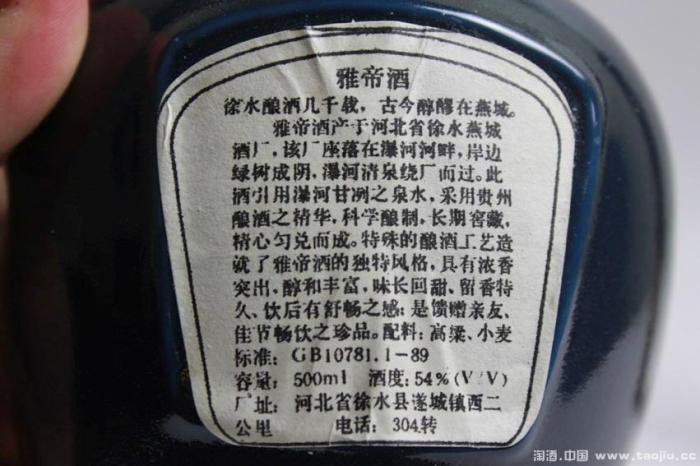 雅帝酒
徐水酿酒几千载，古今醇醪在燕城。
雅帝酒产于河北省徐水燕城
酒厂，该厂座落在瀑河河畔，岸边
绿树成阴，瀑河清泉绕厂而过。此
酒引用瀑河甘冽之泉水，采用贵州
酿酒之精华，科学酿制，长期窖藏，
精心匀兑而成。特殊的酿酒工艺造
就了雅帝酒的独特风格，具有浓香
突出，醇和丰富，味长回甜、留香特
久、饮后有舒畅之感；是馈赠亲友、
佳节畅饮之珍品。配料：高粱、小麦
标准：GB10781.1-89
容量：500ml 酒度：54%(V/V)
厂址：河北省徐水县遂城镇西二
公里 电话：304转
淘酒.中国 www.taojiu.cc